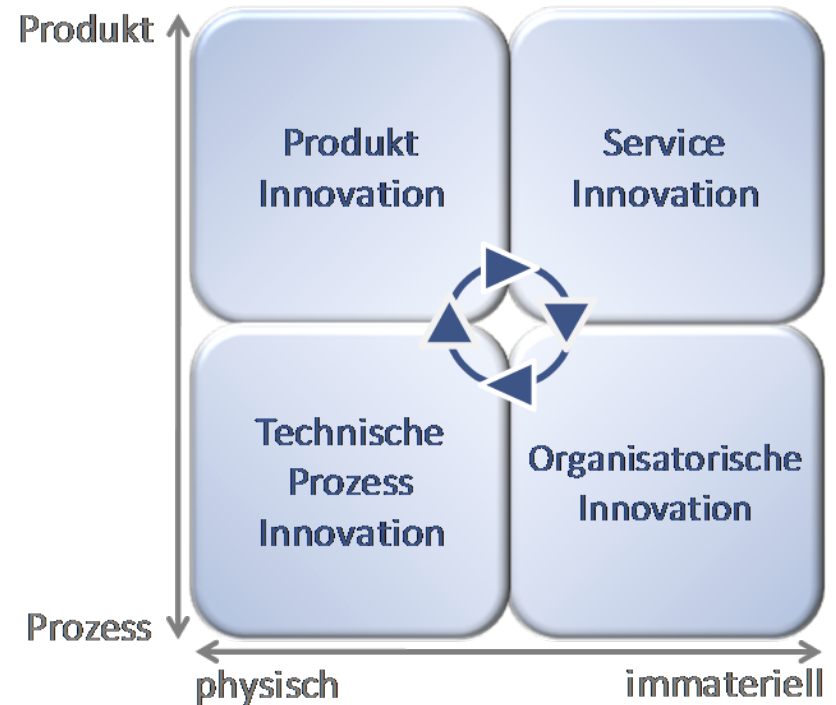 Produkt
Produkt
Innovation
Service
Innovation
Technische
Prozess
Innovation
Organisatorische
Innovation
Prozess
physisch
immateriell